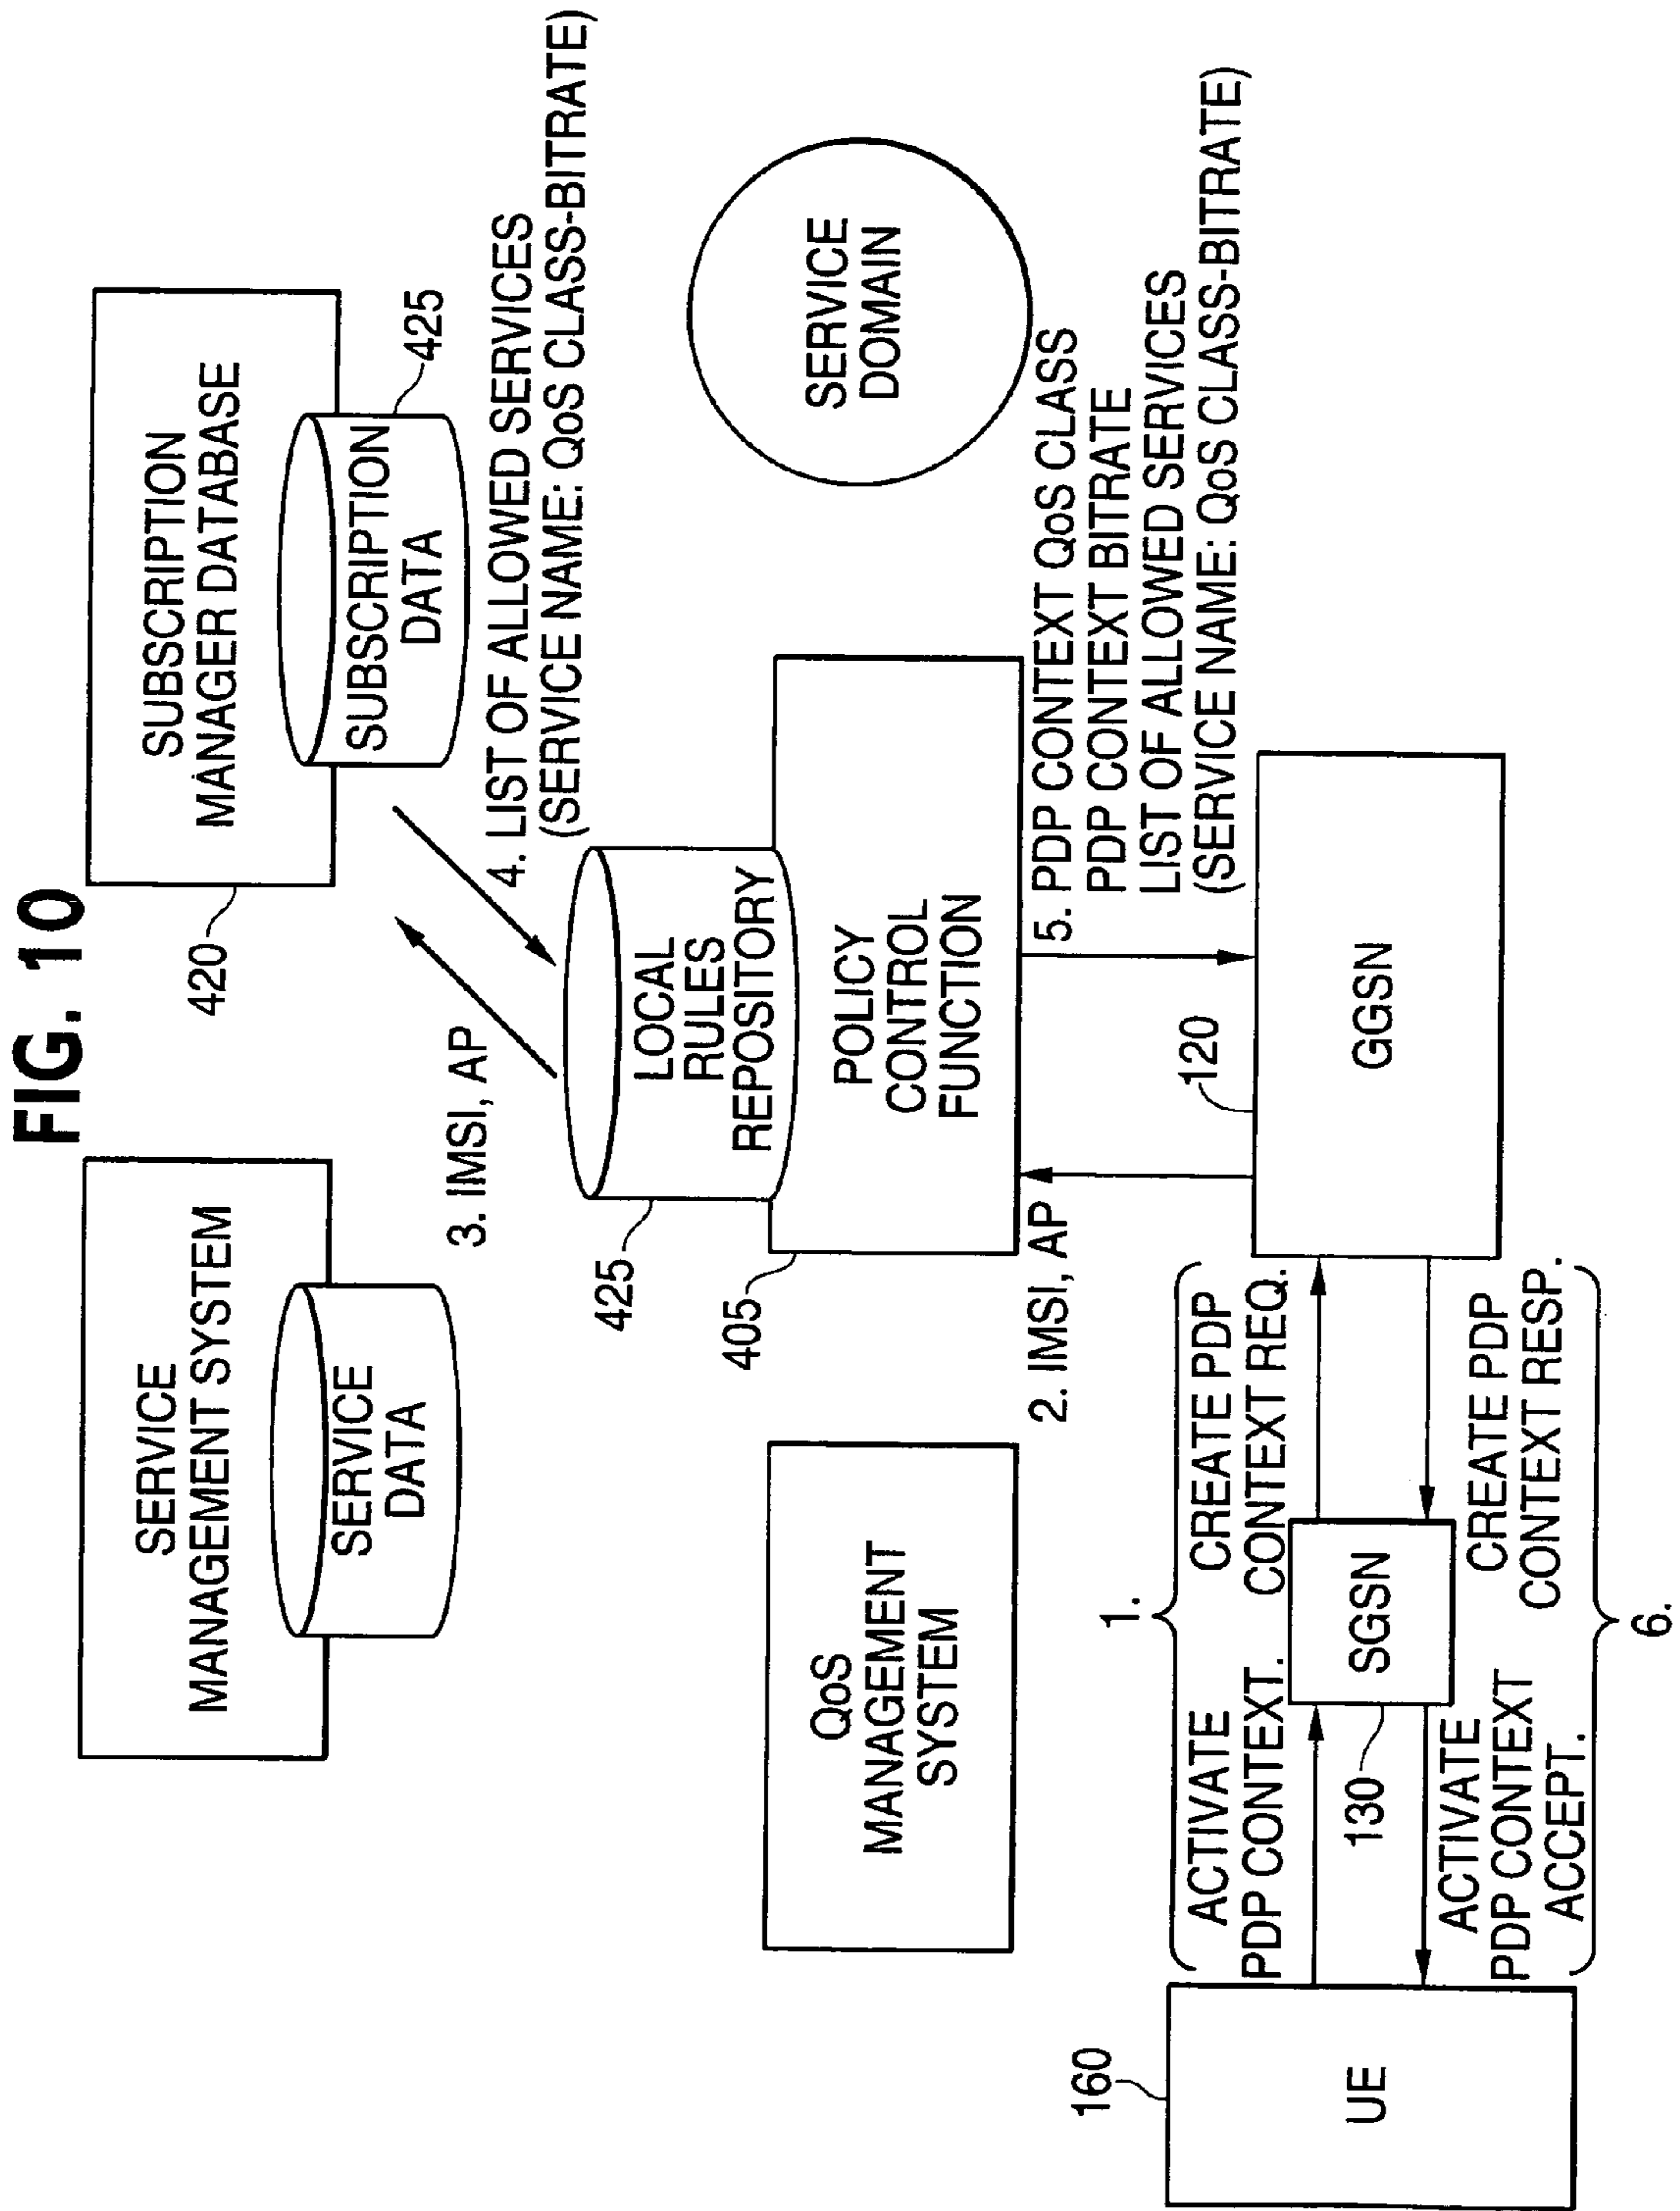 FIG. 10
SERVICE
MANAGEMENT SYSTEM
SERVICE
DATA
420
SUBSCRIPTION
MANAGER DATABASE
SUBSCRIPTION
DATA
425
3. IMSI, AP
4. LIST OF ALLOWED SERVICES
(SERVICE NAME: QoS CLASS-BITRATE)
425
LOCAL
RULES
REPOSITORY
405
POLICY
CONTROL
FUNCTION
QoS
MANAGEMENT
SYSTEM
SERVICE
DOMAIN
2. IMSI, AP
5. PDP CONTEXT QoS CLASS
PDP CONTEXT BITRATE
LIST OF ALLOWED SERVICES
(SERVICE NAME: QoS CLASS-BITRATE)
160
UE
1.
ACTIVATE
PDP CONTEXT.
CREATE PDP
CONTEXT REQ.
120
GGSN
SGSN
130
ACTIVATE
PDP CONTEXT
ACCEPT.
CREATE PDP
CONTEXT RESP.
6.